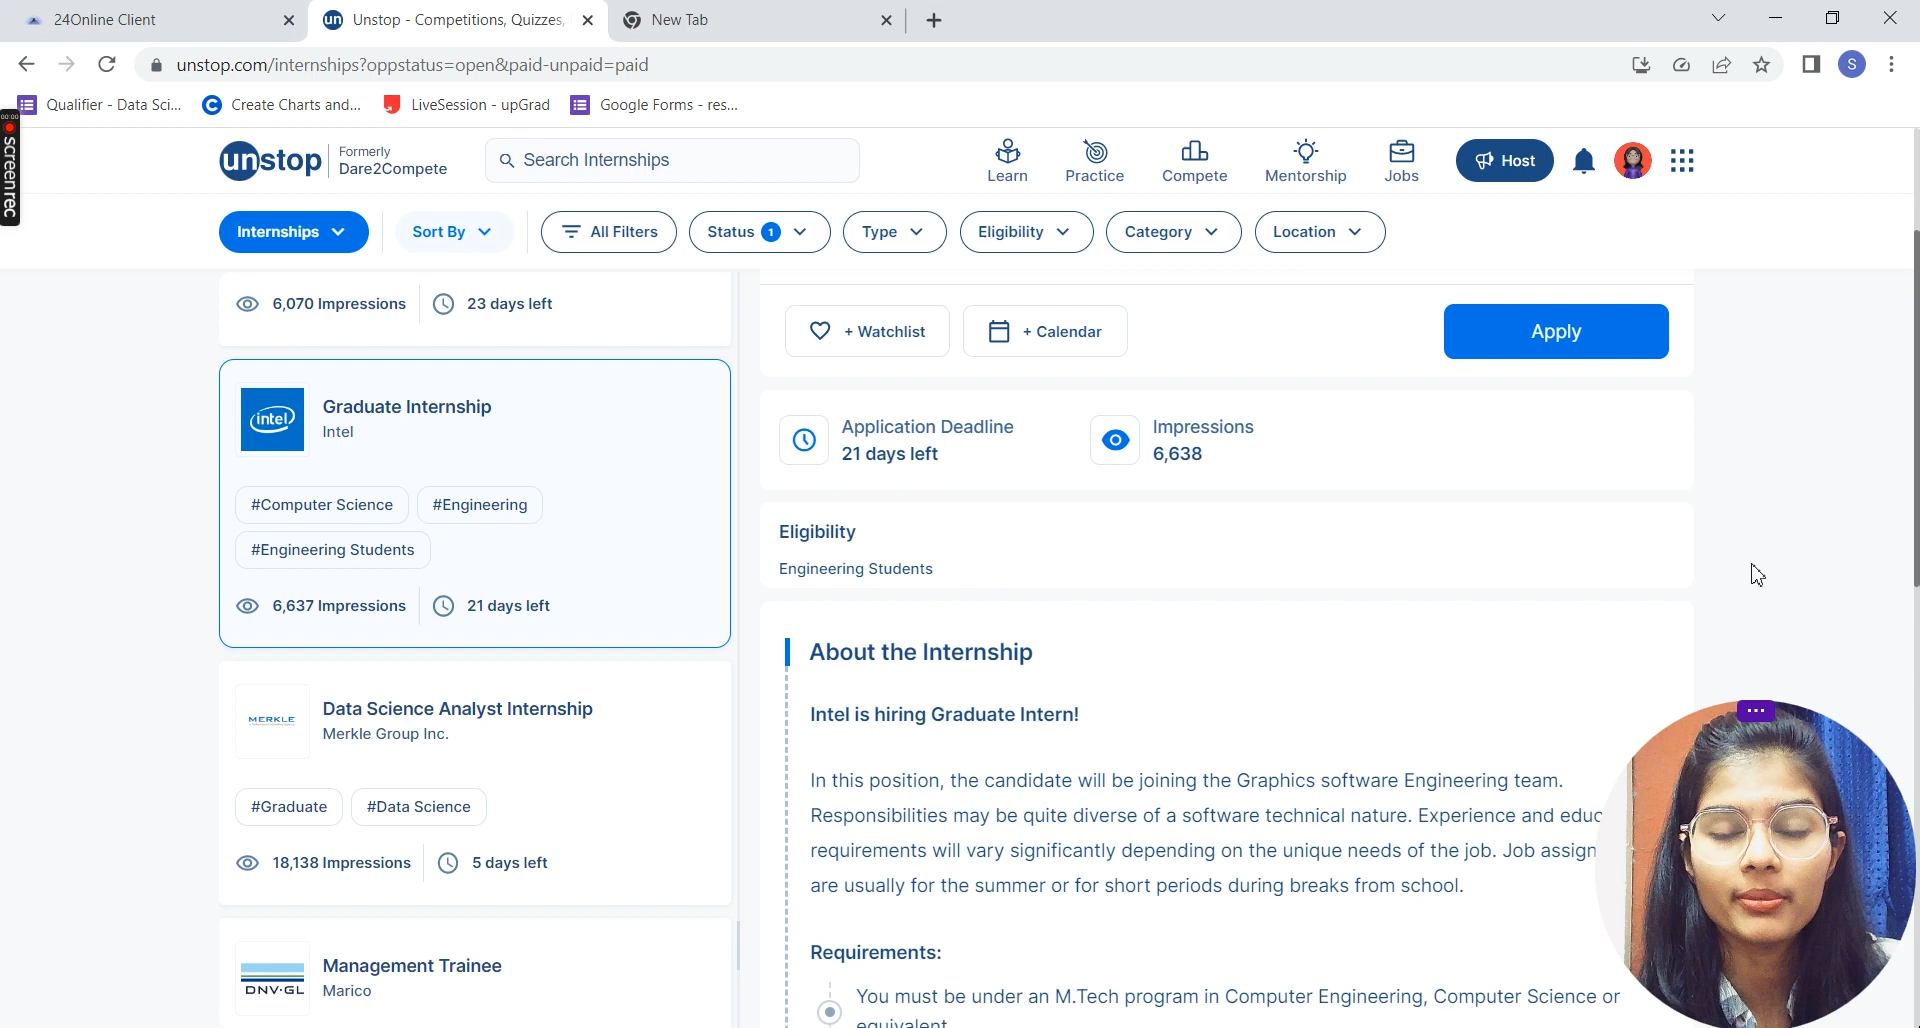 24Online Client
Unstop - Competitions, Quizzes,
New Tab
unstop.com/internships?oppstatus=open&paid-unpaid=paid
S
Qualifier - Data Sci...
Create Charts and...
LiveSession - upGrad
Google Forms - res...
00:00
screenrec
unstop
Formerly
Dare2Compete
Search Internships
Learn
Practice
Compete
Mentorship
Jobs
Host
Internships
Sort By
All Filters
Status 1
Type
Eligibility
Category
Location
6,070 Impressions
23 days left
intel
Graduate Internship
Intel
#Computer Science
#Engineering
#Engineering Students
6,637 Impressions
21 days left
MERKLE
Data Science Analyst Internship
Merkle Group Inc.
#Graduate
#Data Science
18,138 Impressions
5 days left
DNV·GL
Management Trainee
Marico
+ Watchlist
+ Calendar
Apply
Application Deadline
21 days left
Impressions
6,638
Eligibility
Engineering Students
About the Internship
Intel is hiring Graduate Intern!
In this position, the candidate will be joining the Graphics software Engineering team.
Responsibilities may be quite diverse of a software technical nature. Experience and educ
requirements will vary significantly depending on the unique needs of the job. Job assign
are usually for the summer or for short periods during breaks from school.
Requirements:
You must be under an M.Tech program in Computer Engineering, Computer Science or
equivalent